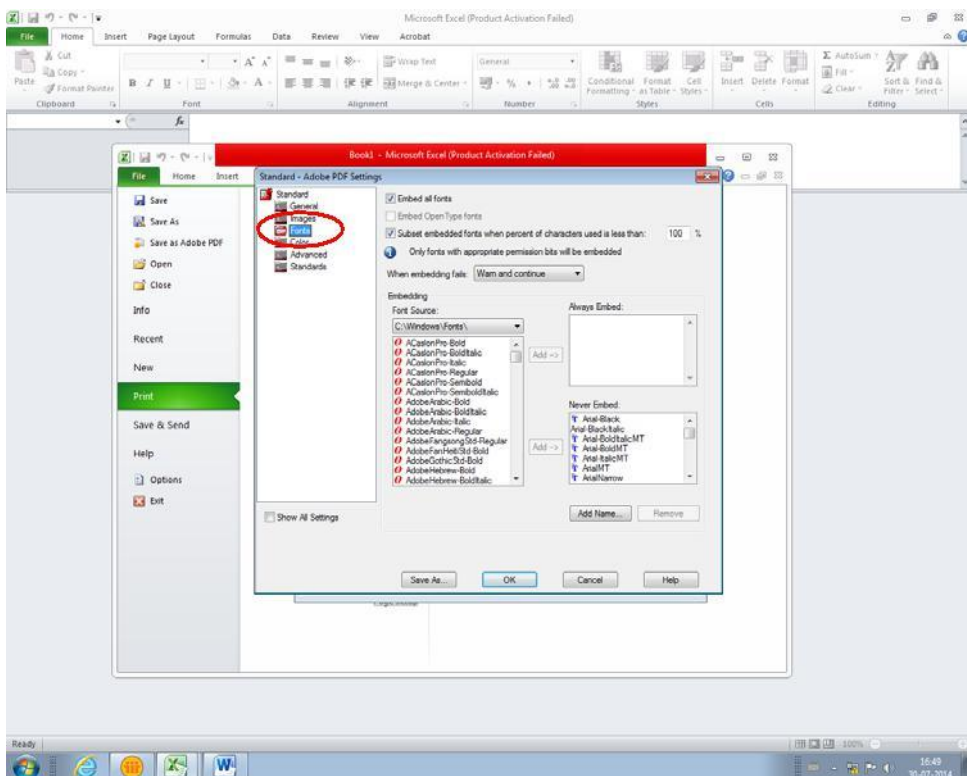 Microsoft Excel (Product Activation Failed)
File Home Insert Page Layout Formulas Data Review View Acrobat
Cut
Copy
Format Painter
Paste
Clipboard
Font
Wrap Text
Merge & Center
Alignment
General
Number
Conditional Formatting
Format as Table
Cell Styles
Styles
Insert Delete Format
Cells
AutoSum
Fill
Clear
Sort & Filter
Find & Select
Editing
fx
Book1 - Microsoft Excel (Product Activation Failed)
File Home Insert
Save
Save As
Save as Adobe PDF
Open
Close
Info
Recent
New
Print
Save & Send
Help
Options
Exit
Standard - Adobe PDF Settings
Standard
General
Images
Fonts
Color
Advanced
Standards
Show All Settings
Embed all fonts
Embed OpenType fonts
Subset embedded fonts when percent of characters used is less than: 100 %
Only fonts with appropriate permission bits will be embedded
When embedding fails: Warn and continue
Embedding
Font Source:
C:\Windows\Fonts\
ACaslonPro-Bold
ACaslonPro-BoldItalic
ACaslonPro-Italic
ACaslonPro-Regular
ACaslonPro-Semibold
ACaslonPro-SemiboldItalic
AdobeArabic-Bold
AdobeArabic-BoldItalic
AdobeArabic-Italic
AdobeArabic-Regular
AdobeFangsongStd-Regular
AdobeFanHeitiStd-Bold
AdobeGothicStd-Bold
AdobeHebrew-Bold
AdobeHebrew-BoldItalic
Add ->
Add ->
Always Embed:
Never Embed:
Arial-Black
Arial-BlackItalic
Arial-BoldItalicMT
Arial-BoldMT
Arial-ItalicMT
ArialMT
ArialNarrow
Add Name... Remove
Save As... OK Cancel Help
Ready
100%
16:49
30-07-2014